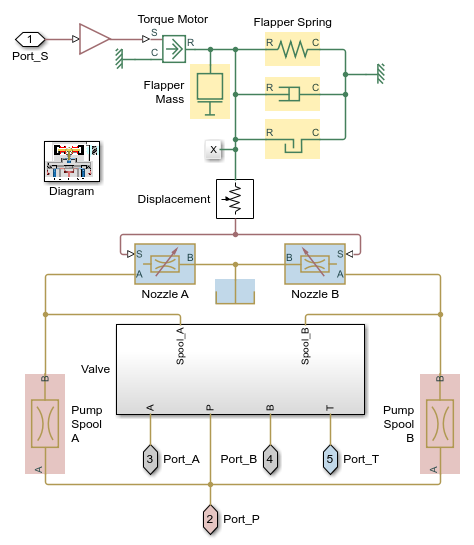 Torque Motor
Flapper Spring
1
S
C
R
R
C
Port_S
Flapper
Mass
R
C
R
C
X
Diagram
Displacement
S
A
B
B
S
A
Nozzle A
Nozzle B
Spool_A
Spool_B
Valve
A
P
B
T
B
A
Pump
Spool
A
B
A
Pump
Spool
B
3
Port_A
Port_B
4
5
Port_T
2
Port_P